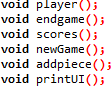 void player();
void endgame();
void scores();
void newGame();
void addpiece();
void printUI();